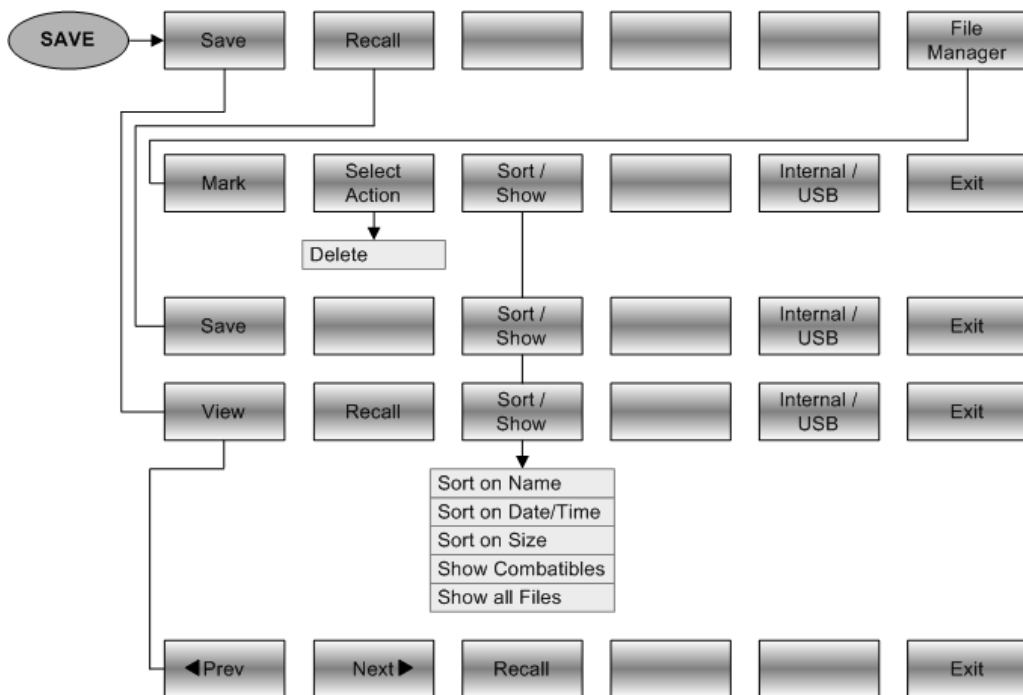 SAVE
Save
Recall
File
Manager
Mark
Select
Action
Sort /
Show
Internal /
USB
Exit
Delete
Save
Sort /
Show
Internal /
USB
Exit
View
Recall
Sort /
Show
Internal /
USB
Exit
Sort on Name
Sort on Date/Time
Sort on Size
Show Combatibles
Show all Files
◀Prev
Next▶
Recall
Exit